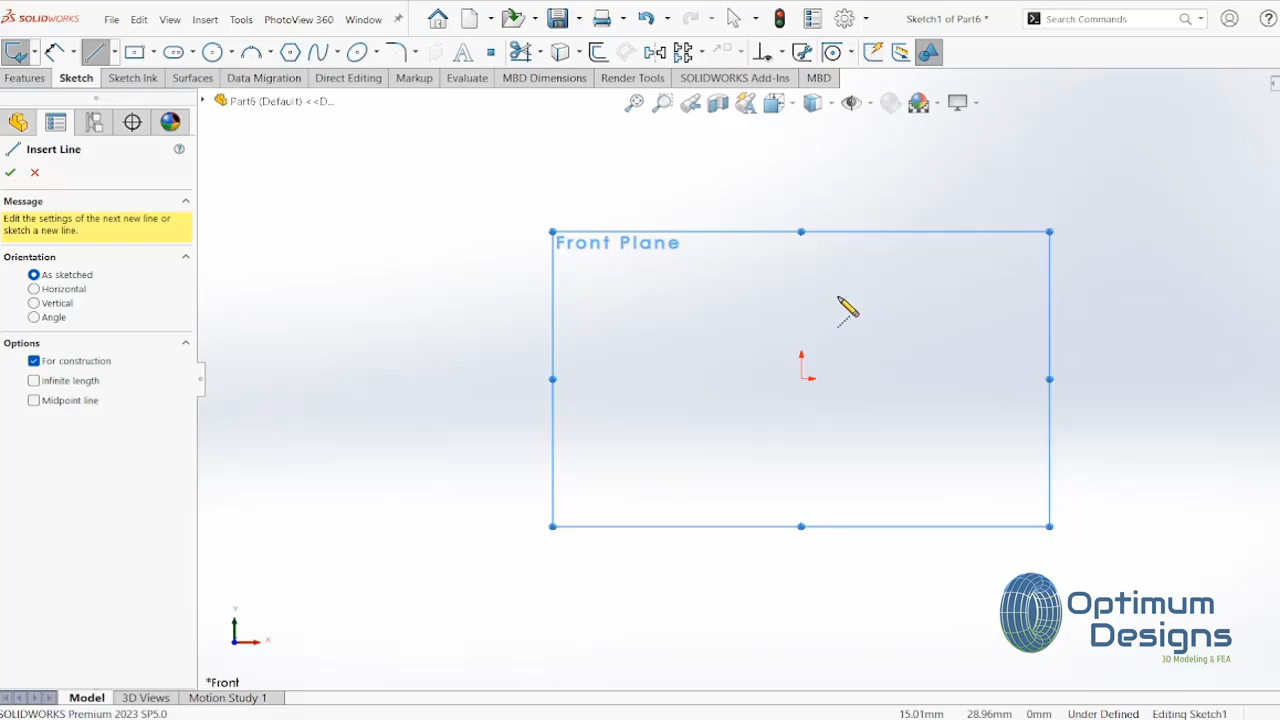 SOLIDWORKS File Edit View Insert Tools PhotoView 360 Window Sketch1 of Part6 * Search Commands
Features Sketch Sketch Ink Surfaces Data Migration Direct Editing Markup Evaluate MBD Dimensions Render Tools SOLIDWORKS Add-Ins MBD
Part6 (Default) <<D...
Insert Line
Message
Edit the settings of the next new line or
sketch a new line.
Orientation
As sketched
Horizontal
Vertical
Angle
Options
For construction
Infinite length
Midpoint line
Front Plane
Y
X
*Front
Optimum
Designs
3D Modeling & FEA
Model 3D Views Motion Study 1
SOLIDWORKS Premium 2023 SP5.0 15.01mm 28.96mm 0mm Under Defined Editing Sketch1